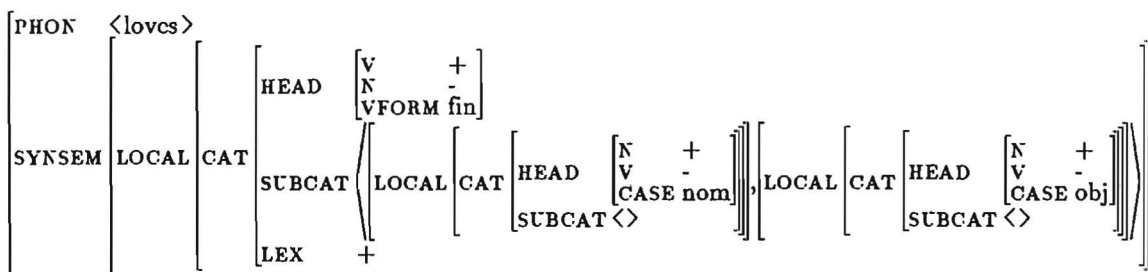 PHON <loves>
V +
HEAD N -
VFORM fin
SYNSEM LOCAL CAT SUBCAT < LOCAL CAT HEAD N + V - CASE nom SUBCAT <> , LOCAL CAT HEAD N + V - CASE obj SUBCAT <> >
LEX +